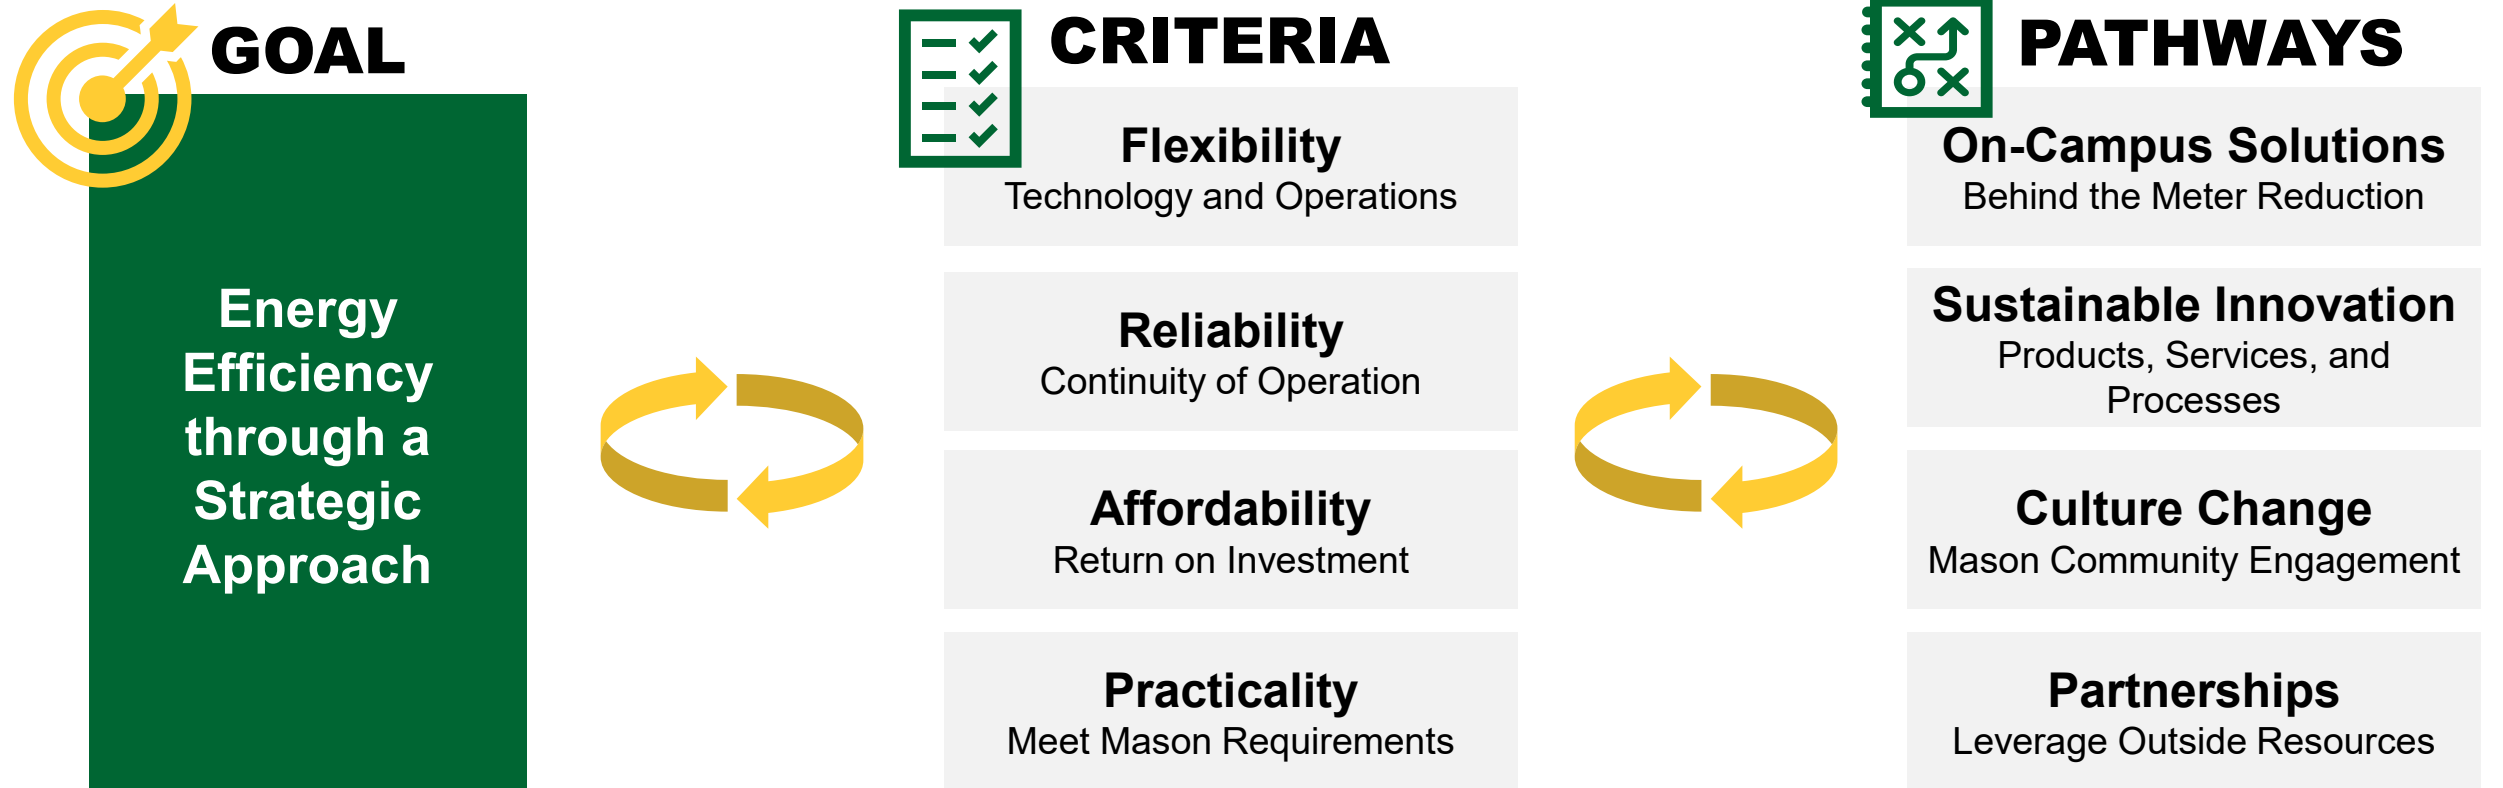 GOAL
Energy
Efficiency
through a
Strategic
Approach
CRITERIA
Flexibility
Technology and Operations
Reliability
Continuity of Operation
Affordability
Return on Investment
Practicality
Meet Mason Requirements
PATHWAYS
On-Campus Solutions
Behind the Meter Reduction
Sustainable Innovation
Products, Services, and
Processes
Culture Change
Mason Community Engagement
Partnerships
Leverage Outside Resources